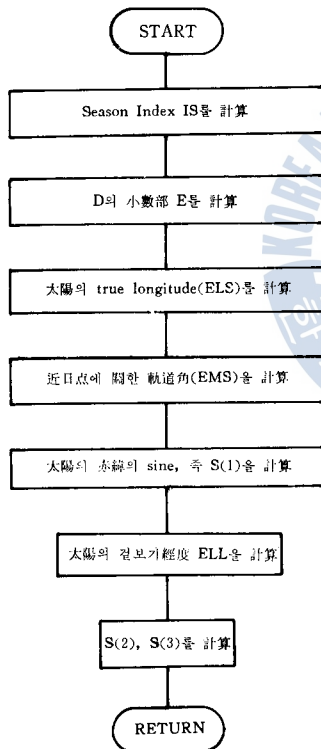 START
Season Index IS를 計算
D의 小數部 E를 計算
太陽의 true longitude(ELS)를 計算
近日点에 關한 軌道角(EMS)을 計算
太陽의 赤緯의 sine, 즉 S(1)을 計算
太陽의 겉보기經度 ELL을 計算
S(2), S(3)를 計算
RETURN
KOREA